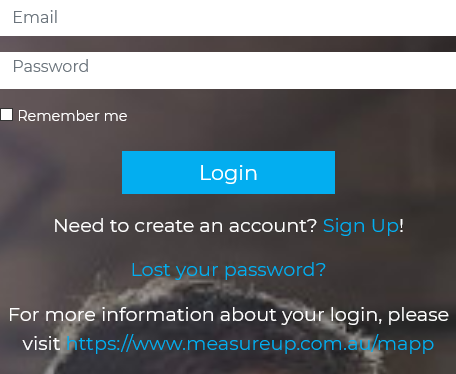 Email
Password
Remember me
Login
Need to create an account? Sign Up!
Lost your password?
For more information about your login, please
visit https://www.measureup.com.au/mapp